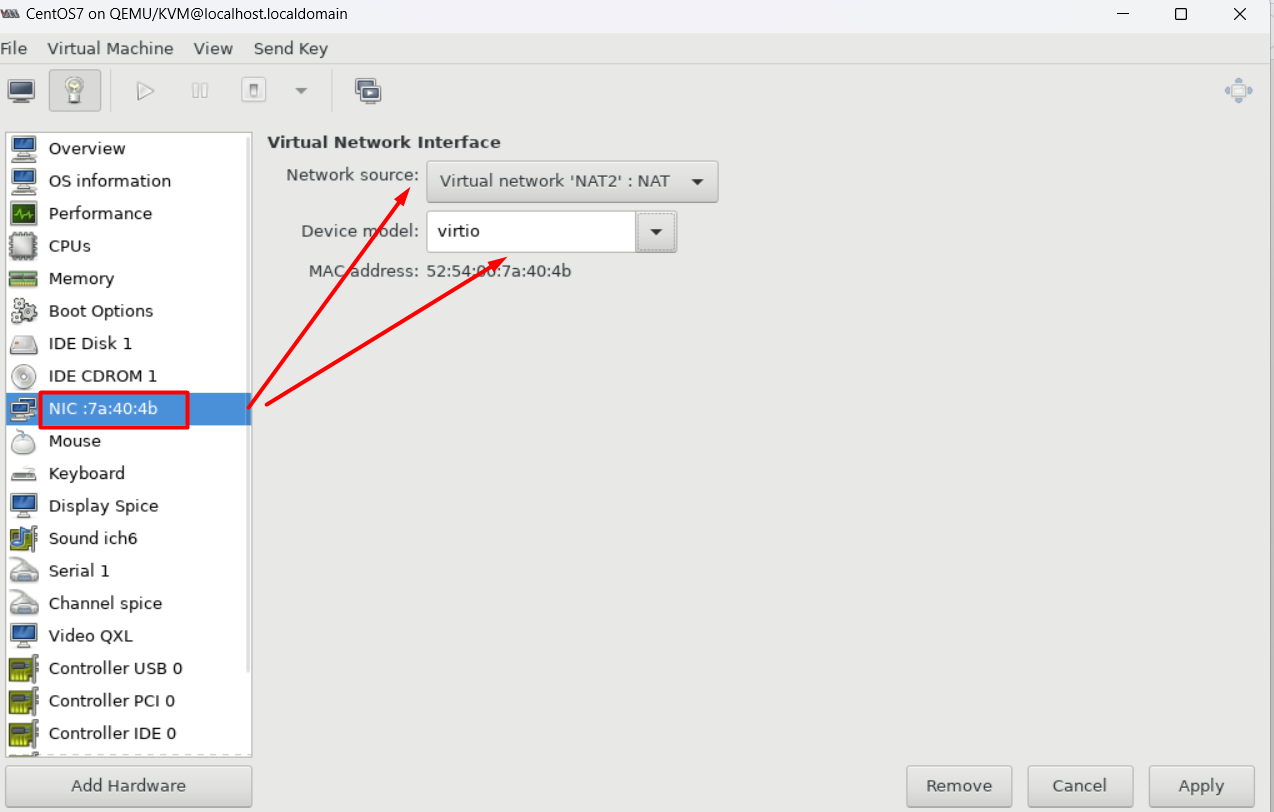 CentOS7 on QEMU/KVM@localhost.localdomain
File Virtual Machine View Send Key
Overview
OS information
Performance
CPUs
Memory
Boot Options
IDE Disk 1
IDE CDROM 1
NIC :7a:40:4b
Mouse
Keyboard
Display Spice
Sound ich6
Serial 1
Channel spice
Video QXL
Controller USB 0
Controller PCI 0
Controller IDE 0
Add Hardware
Virtual Network Interface
Network source: Virtual network 'NAT2' : NAT
Device model: virtio
MAC address: 52:54:00:7a:40:4b
Remove Cancel Apply